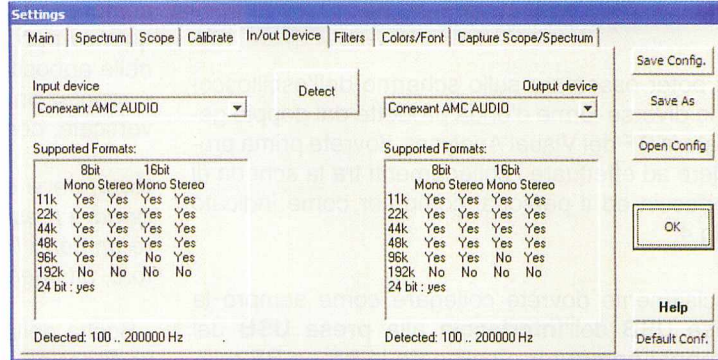 Settings
Main Spectrum Scope Calibrate In/out Device Filters Colors/Font Capture Scope/Spectrum
Save Config.
Save As
Open Config
OK
Help
Default Conf.
Input device
Conexant AMC AUDIO
Detect
Output device
Conexant AMC AUDIO
Supported Formats:
8bit 16bit
Mono Stereo Mono Stereo
11k Yes Yes Yes Yes
22k Yes Yes Yes Yes
44k Yes Yes Yes Yes
48k Yes Yes Yes Yes
96k Yes Yes No Yes
192k No No No No
24 bit : yes
Detected: 100 .. 200000 Hz
Supported Formats:
8bit 16bit
Mono Stereo Mono Stereo
11k Yes Yes Yes Yes
22k Yes Yes Yes Yes
44k Yes Yes Yes Yes
48k Yes Yes Yes Yes
96k Yes Yes No Yes
192k No No No No
24 bit : yes
Detected: 100 .. 200000 Hz